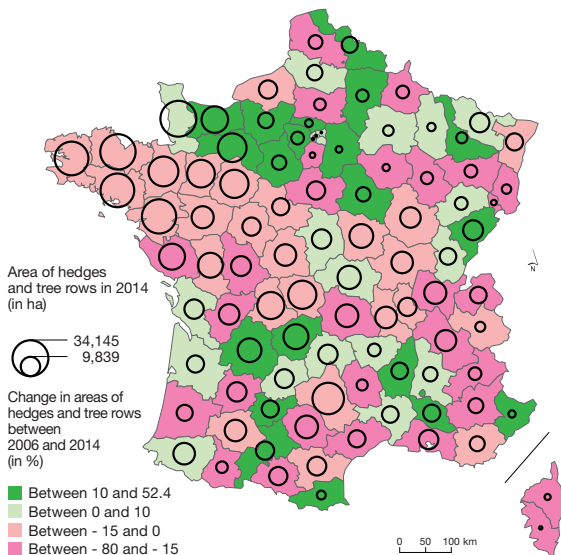 N
Area of hedges
and tree rows in 2014
(in ha)
34,145
9,839
Change in areas of
hedges and tree rows
between
2006 and 2014
(in %)
Between 10 and 52.4
Between 0 and 10
Between - 15 and 0
Between - 80 and - 15
0 50 100 km